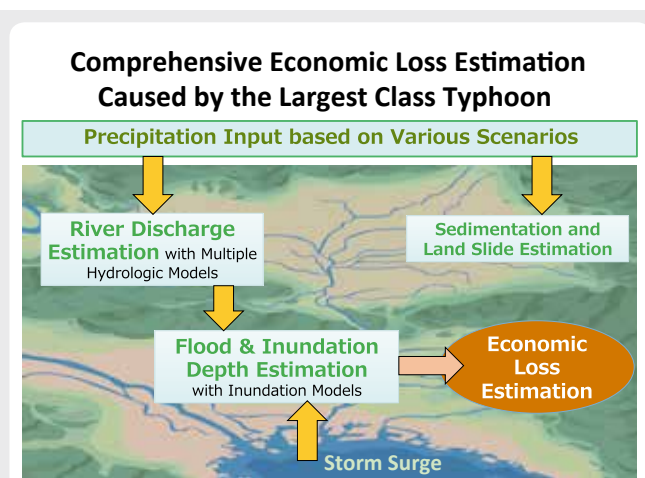 Comprehensive Economic Loss Estimation
Caused by the Largest Class Typhoon
Precipitation Input based on Various Scenarios
River Discharge
Estimation with Multiple
Hydrologic Models
Sedimentation and
Land Slide Estimation
Flood & Inundation
Depth Estimation
with Inundation Models
Economic
Loss
Estimation
Storm Surge